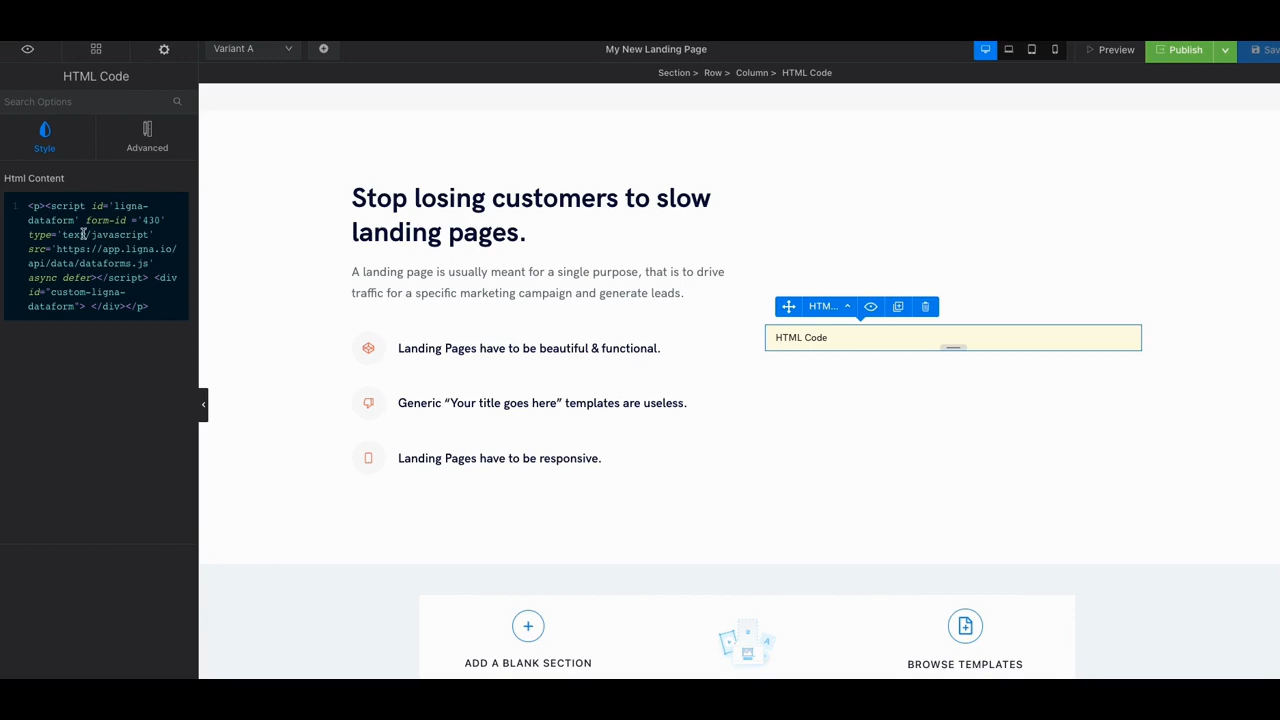 Variant A
My New Landing Page
Preview
Publish
Sav
HTML Code
Section > Row > Column > HTML Code
Search Options
Style
Advanced
Html Content
1 <p><script id='ligna-
dataform' form-id ='430'
type='text/javascript'
src='https://app.ligna.io/
api/data/dataforms.js'
async defer></script> <div
id="custom-ligna-
dataform"> </div></p>
Stop losing customers to slow
landing pages.
A landing page is usually meant for a single purpose, that is to drive
traffic for a specific marketing campaign and generate leads.
Landing Pages have to be beautiful & functional.
Generic “Your title goes here” templates are useless.
Landing Pages have to be responsive.
HTM...
HTML Code
ADD A BLANK SECTION
BROWSE TEMPLATES